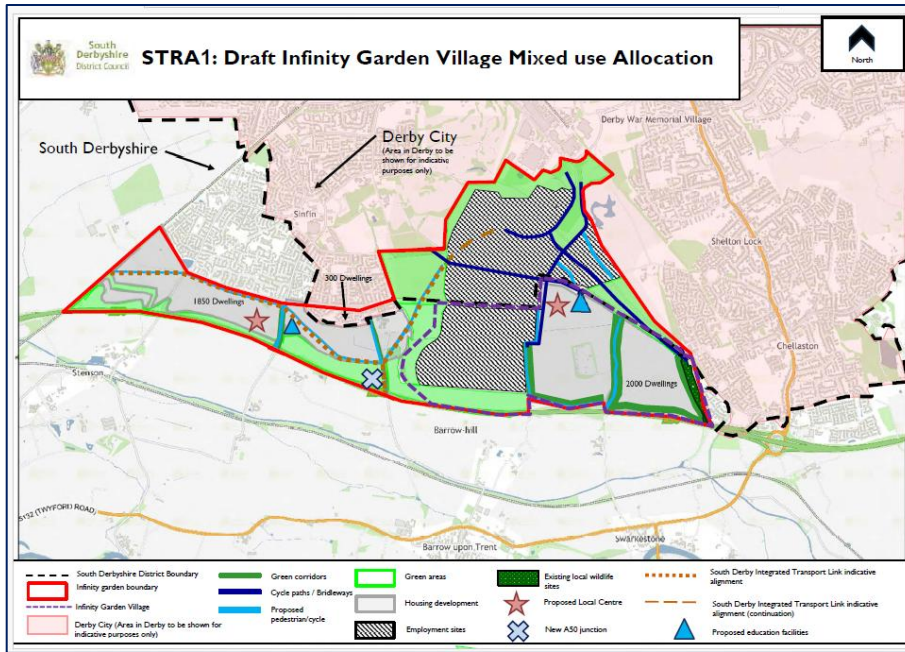 South
Derbyshire
District Council
STRA1: Draft Infinity Garden Village Mixed use Allocation
North
Derby War Memorial Village
South Derbyshire
Derby City
(Area in Derby to be
shown for indicative
purposes only)
Sinfin
Shelton Lock
300 Dwellings
1850 Dwellings
Chellaston
Stenson
2000 Dwellings
Barrow-hill
5132 (TWYFORD ROAD)
Swarkestone
Barrow upon Trent
South Derbyshire District Boundary
Infinity garden boundary
Infinity Garden Village
Derby City (Area in Derby to be shown for
indicative purposes only)
Green corridors
Cycle paths / Bridleways
Proposed
pedestrian/cycle
Green areas
Housing development
Employment sites
Existing local wildlife
sites
Proposed Local Centre
New A50 junction
South Derby Integrated Transport Link indicative
alignment
South Derby Integrated Transport Link indicative
alignment (continuation)
Proposed education facilities